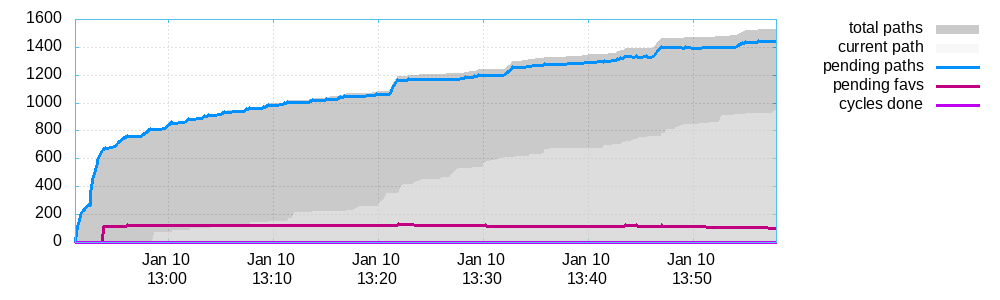 1600
1400
1200
1000
800
600
400
200
0
Jan 10 Jan 10 Jan 10 Jan 10 Jan 10 Jan 10
13:00 13:10 13:20 13:30 13:40 13:50
total paths
current path
pending paths
pending favs
cycles done